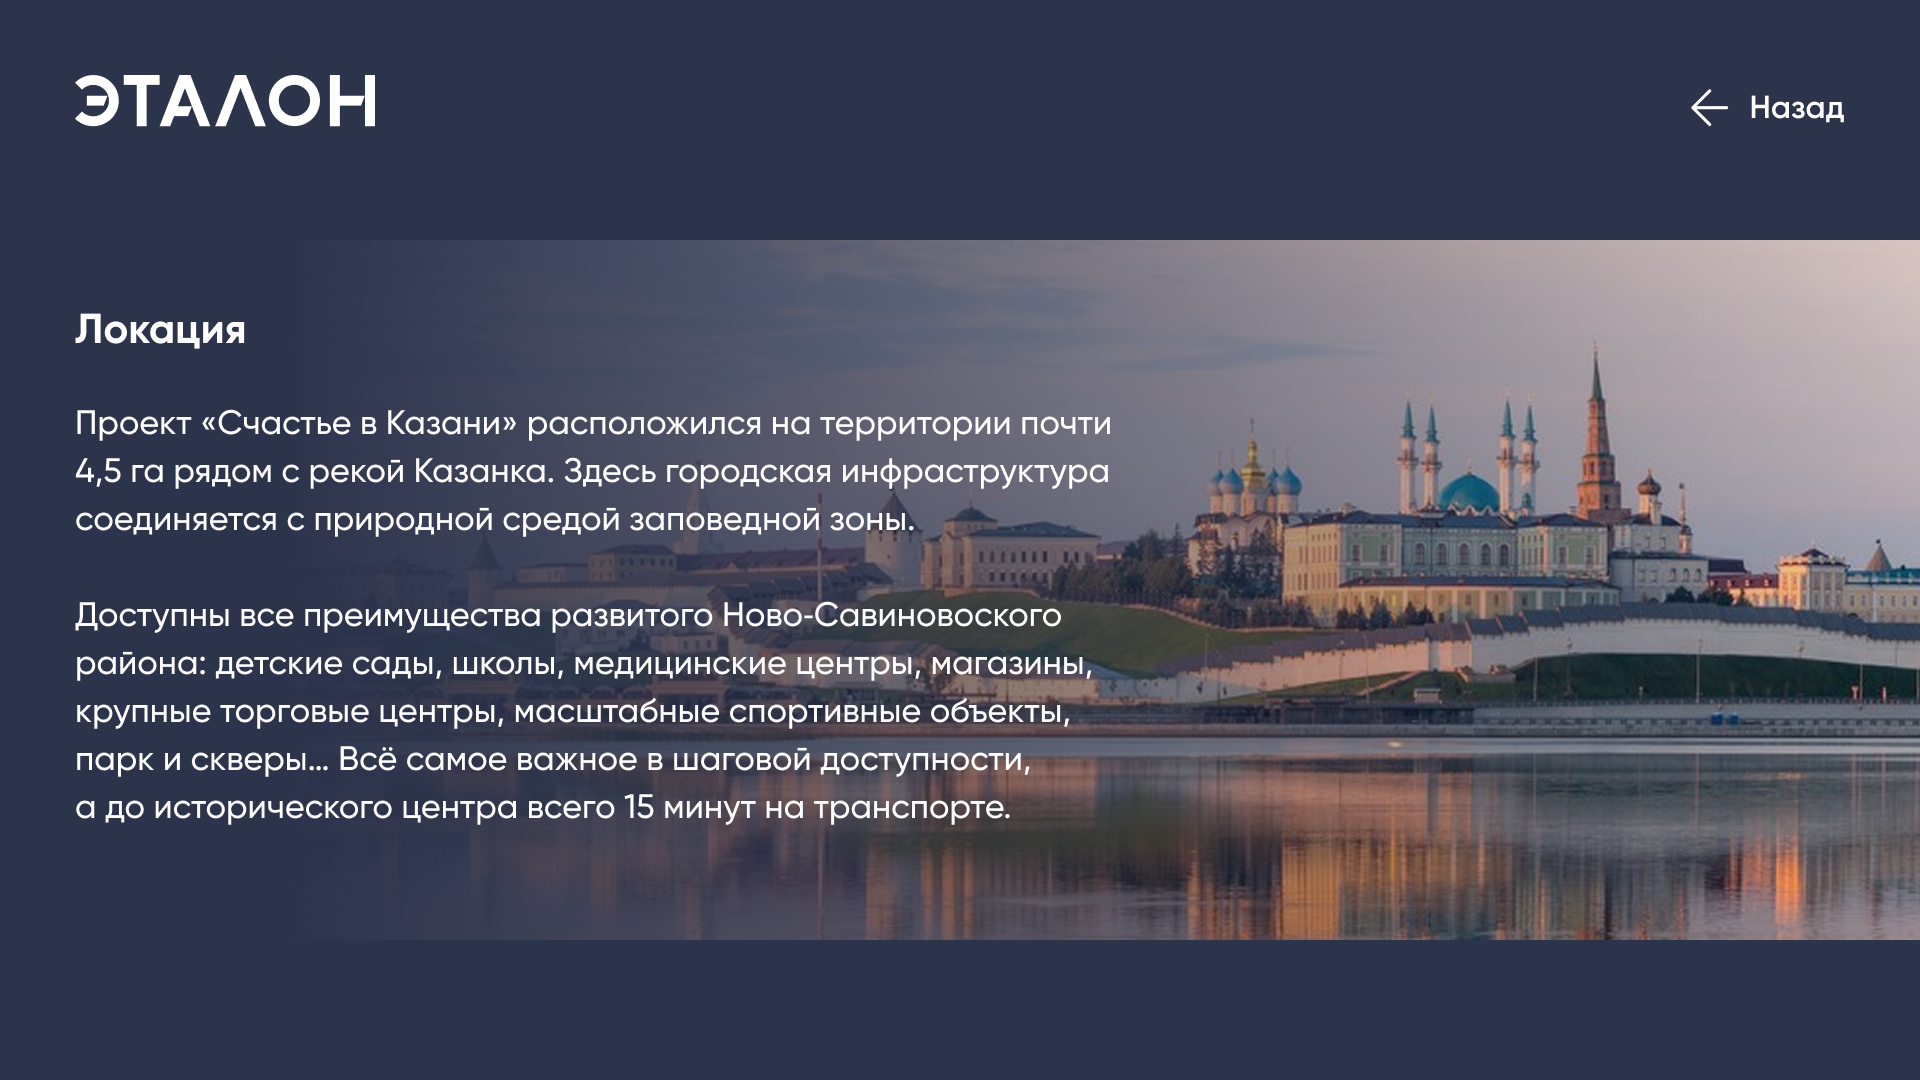 ЭТАЛОН
Назад
Локация
Проект «Счастье в Казани» расположился на территории почти
4,5 га рядом с рекой Казанка. Здесь городская инфраструктура
соединяется с природной средой заповедной зоны.
Доступны все преимущества развитого Ново-Савиновоского
района: детские сады, школы, медицинские центры, магазины,
крупные торговые центры, масштабные спортивные объекты,
парк и скверы... Всё самое важное в шаговой доступности,
а до исторического центра всего 15 минут на транспорте.